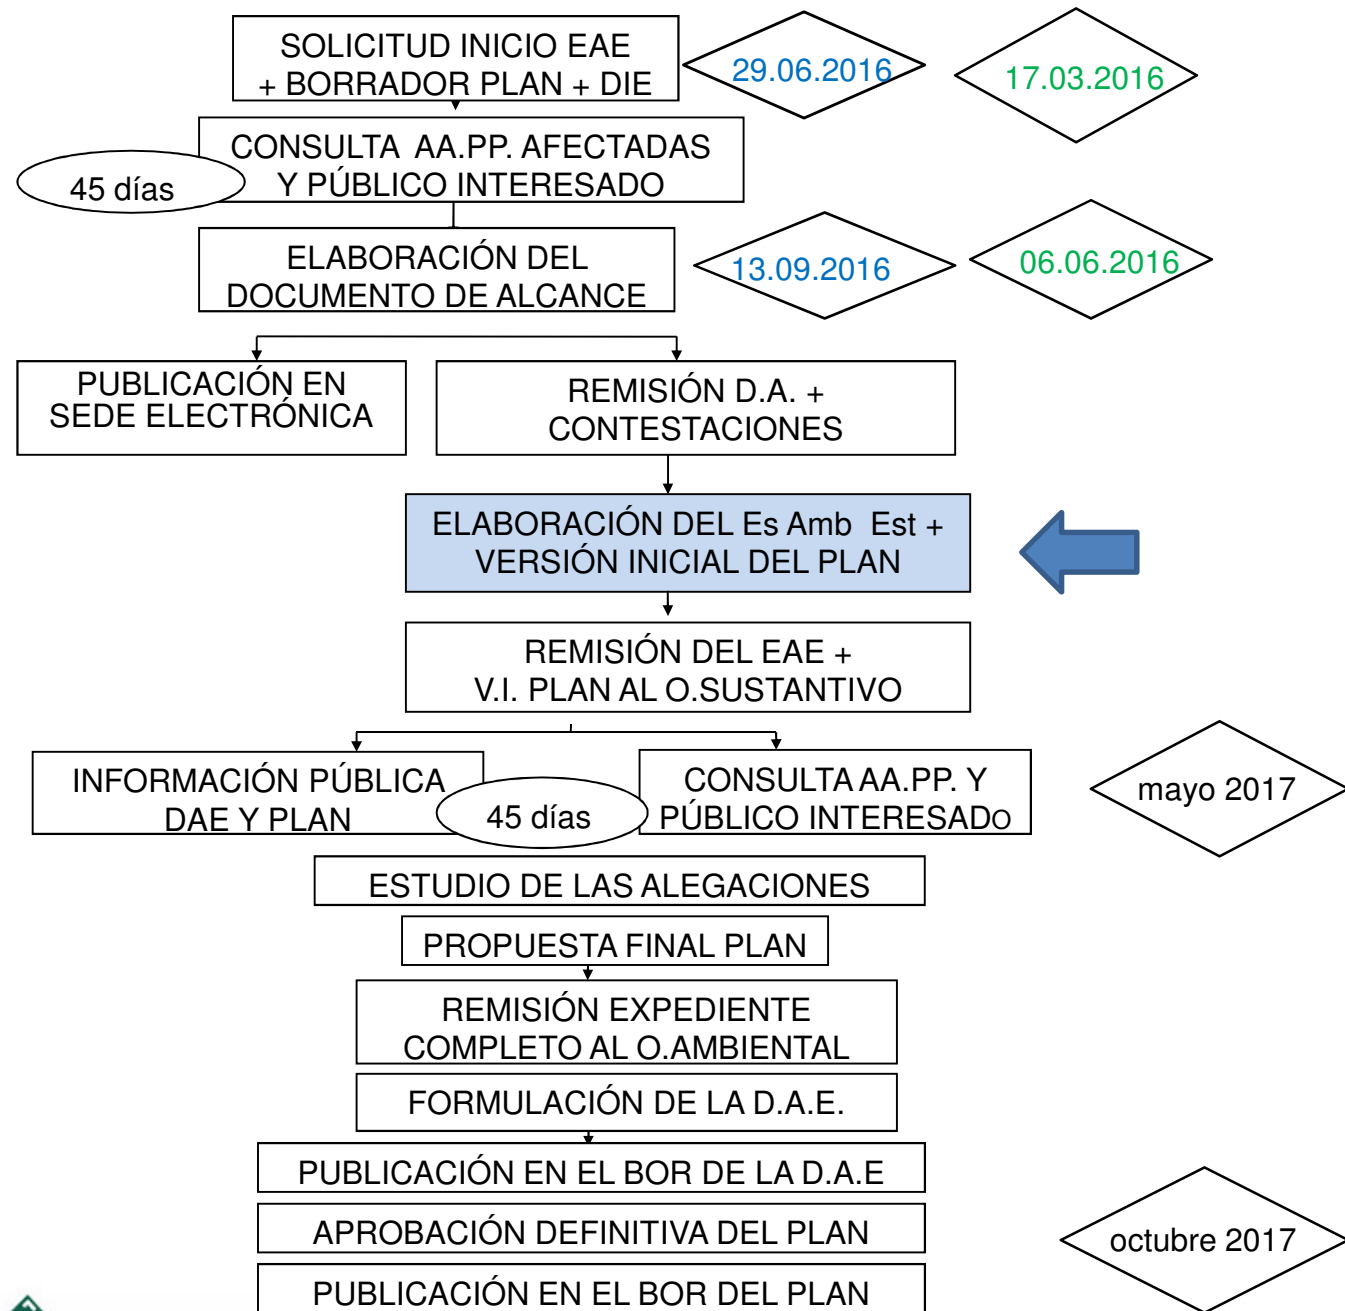 SOLICITUD INICIO EAE
+ BORRADOR PLAN + DIE
29.06.2016
17.03.2016
CONSULTA AA.PP. AFECTADAS
Y PÚBLICO INTERESADO
45 días
ELABORACIÓN DEL
DOCUMENTO DE ALCANCE
13.09.2016
06.06.2016
PUBLICACIÓN EN
SEDE ELECTRÓNICA
REMISIÓN D.A. +
CONTESTACIONES
ELABORACIÓN DEL Es Amb Est +
VERSIÓN INICIAL DEL PLAN
REMISIÓN DEL EAE +
V.I. PLAN AL O.SUSTANTIVO
INFORMACIÓN PÚBLICA
DAE Y PLAN
45 días
CONSULTA AA.PP. Y
PÚBLICO INTERESADO
mayo 2017
ESTUDIO DE LAS ALEGACIONES
PROPUESTA FINAL PLAN
REMISIÓN EXPEDIENTE
COMPLETO AL O.AMBIENTAL
FORMULACIÓN DE LA D.A.E.
PUBLICACIÓN EN EL BOR DE LA D.A.E
APROBACIÓN DEFINITIVA DEL PLAN
octubre 2017
PUBLICACIÓN EN EL BOR DEL PLAN